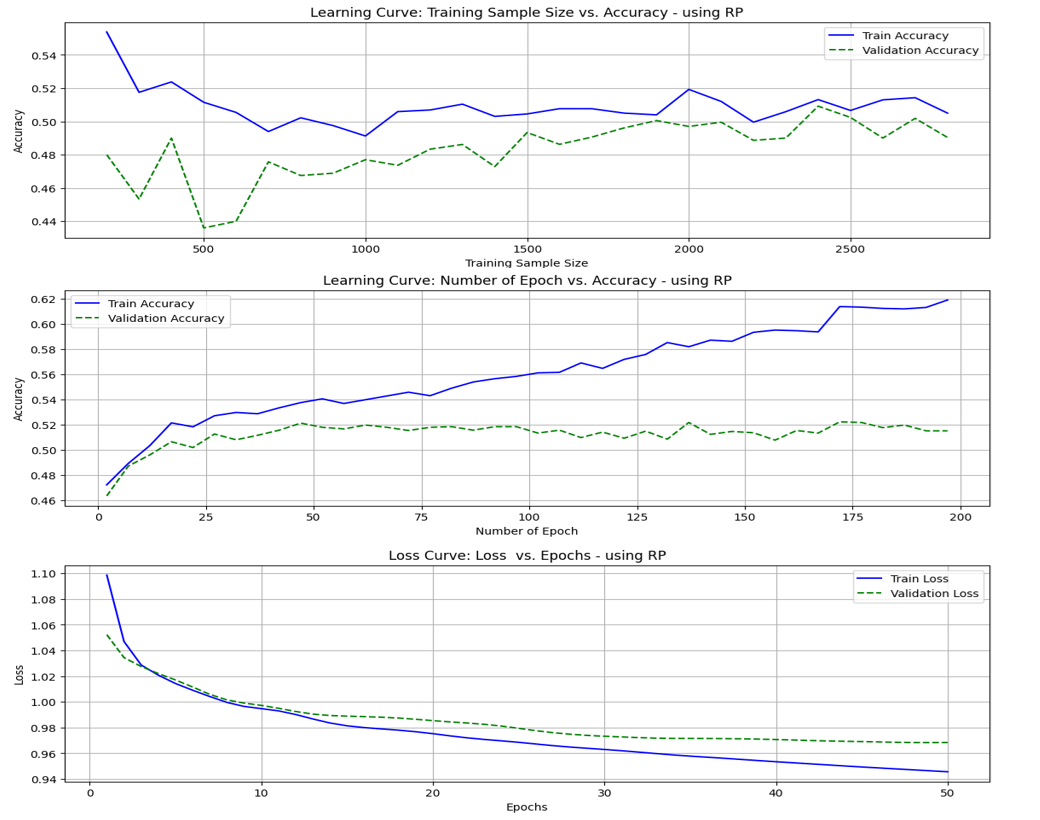 Learning Curve: Training Sample Size vs. Accuracy - using RP
Train Accuracy
Validation Accuracy
0.54
0.52
0.50
0.48
0.46
0.44
Accuracy
500 1000 1500 2000 2500
Training Sample Size
Learning Curve: Number of Epoch vs. Accuracy - using RP
Train Accuracy
Validation Accuracy
0.62
0.60
0.58
0.56
0.54
0.52
0.50
0.48
0.46
Accuracy
0 25 50 75 100 125 150 175 200
Number of Epoch
Loss Curve: Loss  vs. Epochs - using RP
Train Loss
Validation Loss
1.10
1.08
1.06
1.04
1.02
1.00
0.98
0.96
0.94
Loss
0 10 20 30 40 50
Epochs